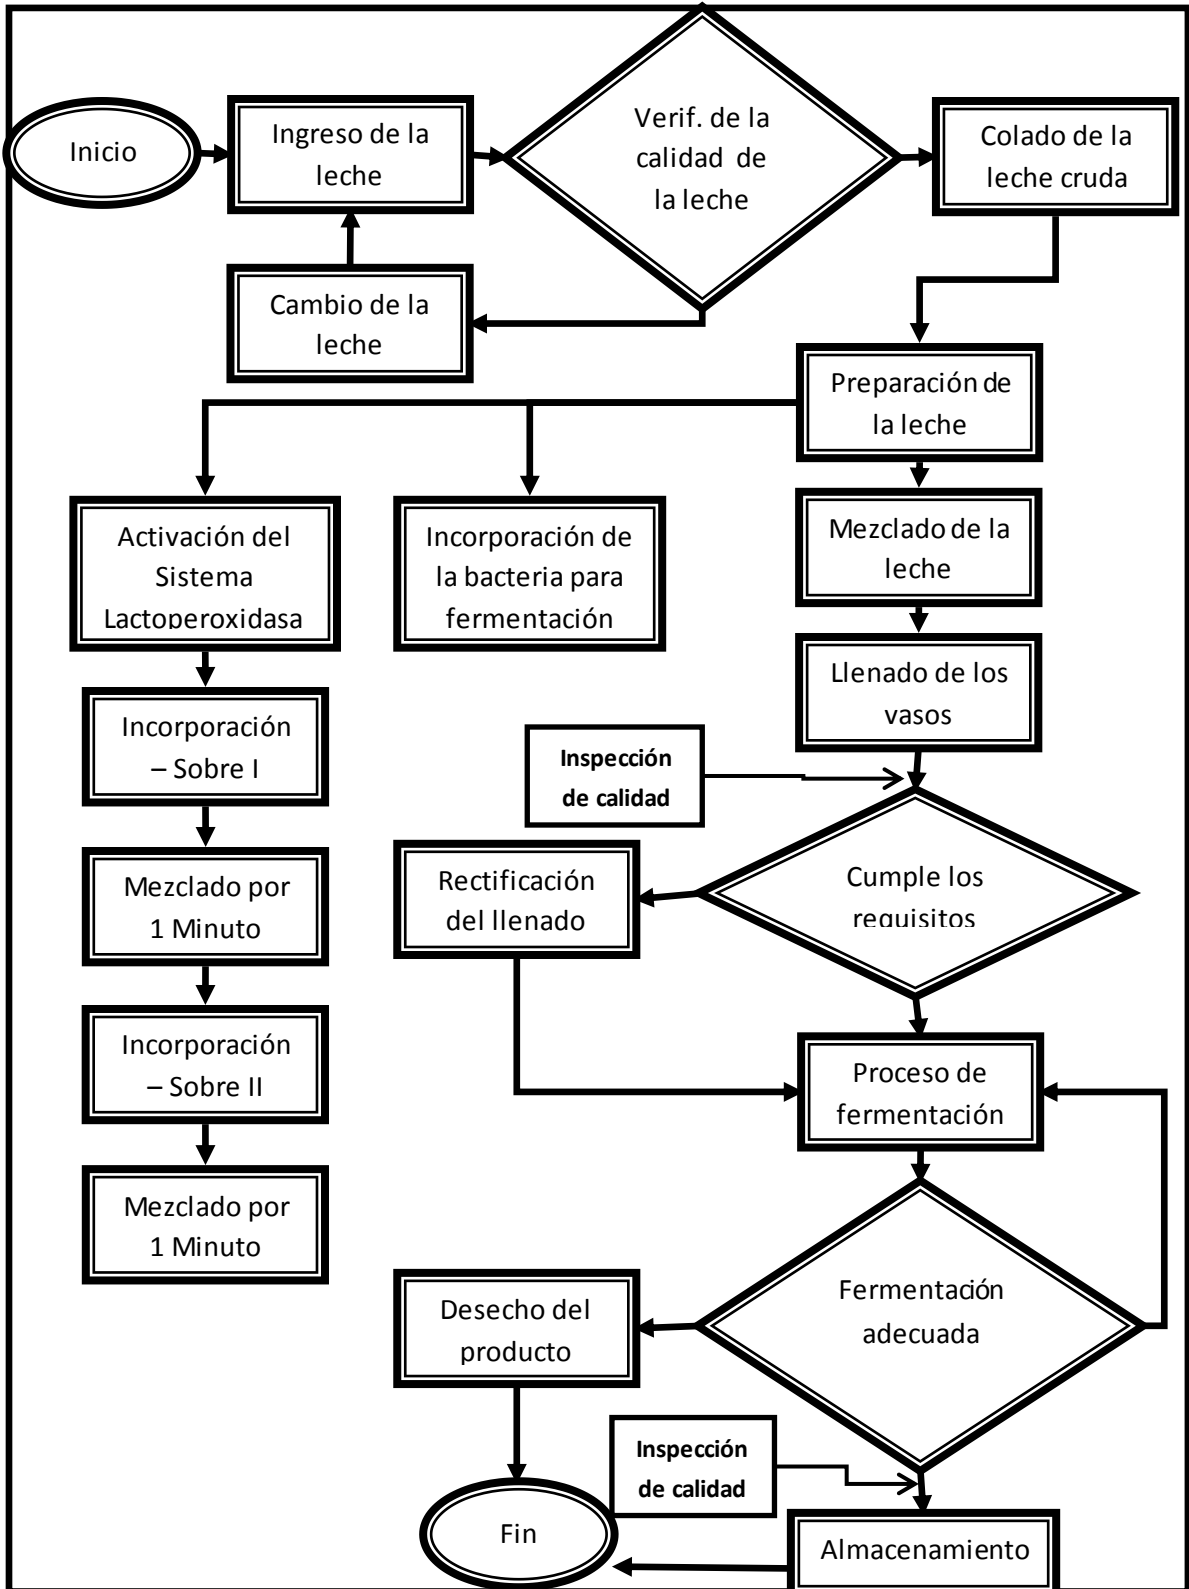 Inicio
Ingreso de la
leche
Verif. de la
calidad de
la leche
Colado de la
leche cruda
Cambio de la
leche
Preparación de
la leche
Activación del
Sistema
Lactoperoxidasa
Incorporación de
la bacteria para
fermentación
Mezclado de la
leche
Llenado de los
vasos
Incorporación
– Sobre I
Inspección
de calidad
Mezclado por
1 Minuto
Rectificación
del llenado
Cumple los
requisitos
Incorporación
– Sobre II
Proceso de
fermentación
Mezclado por
1 Minuto
Desecho del
producto
Fermentación
adecuada
Inspección
de calidad
Fin
Almacenamiento